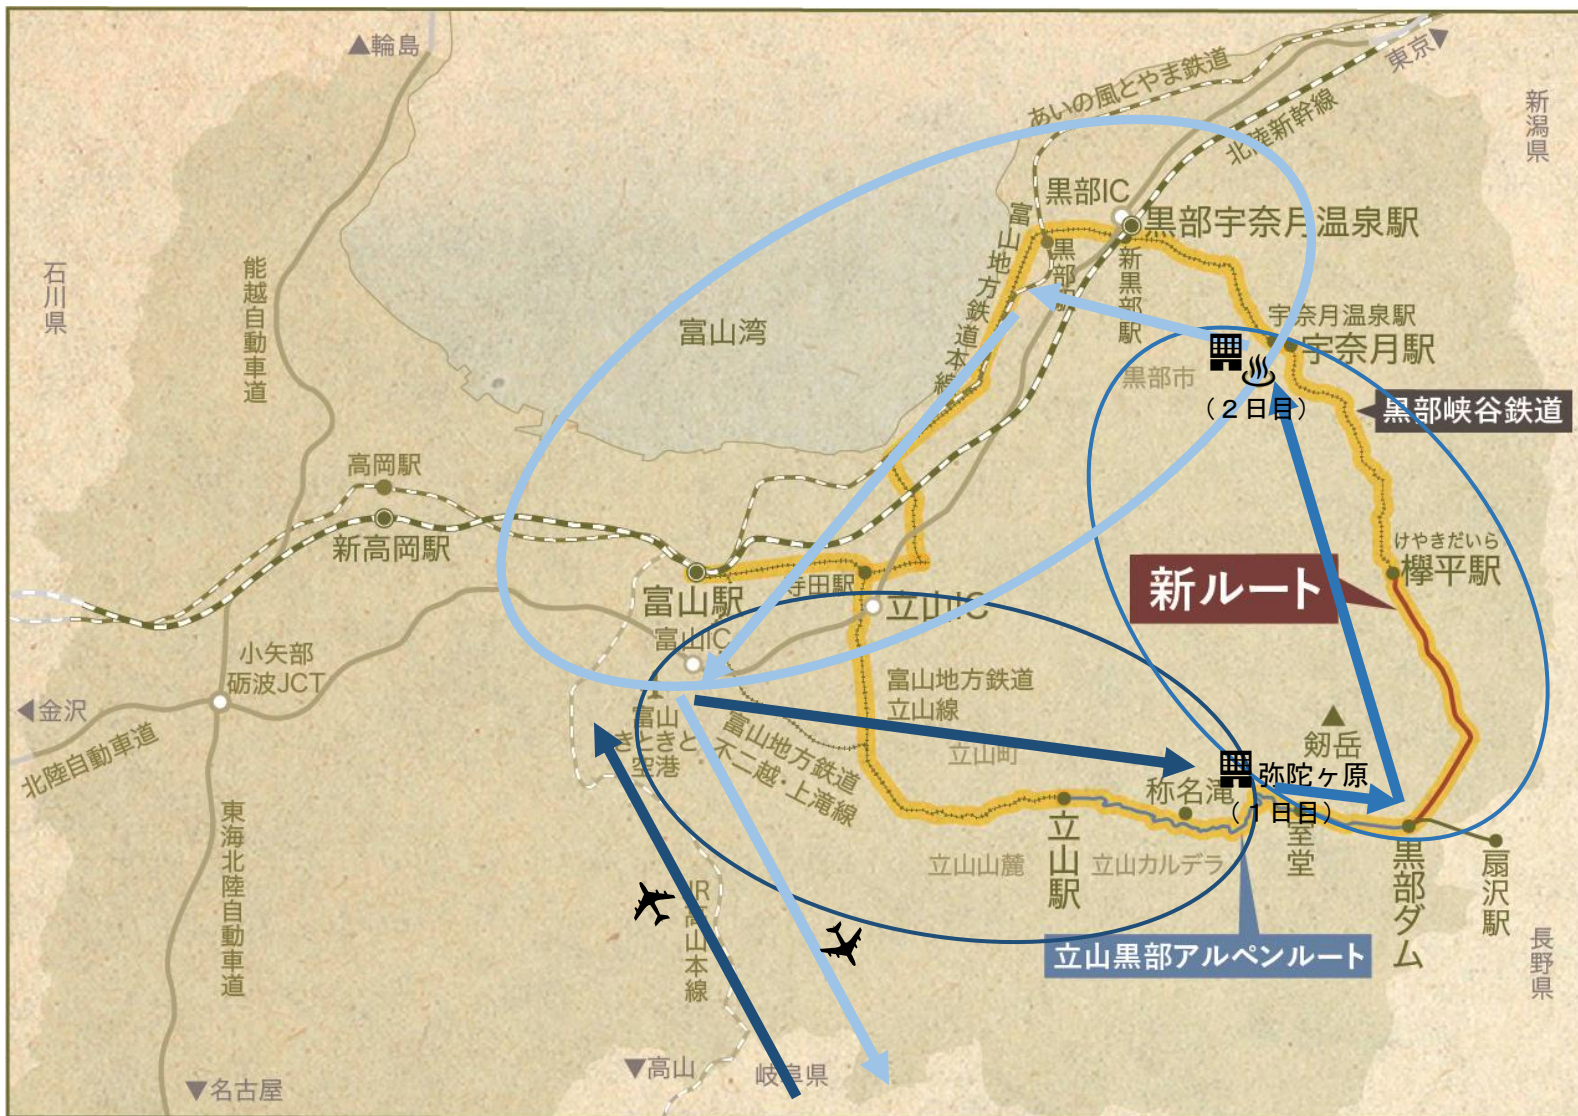 ▲輪島
東京▶
新潟県
あいの風とやま鉄道
北陸新幹線
黒部IC
黒部宇奈月温泉駅
富山地方鉄道本線
黒部駅
新黒部駅
石川県
能越自動車道
富山湾
宇奈月温泉駅
宇奈月駅
黒部市
(２日目)
黒部峡谷鉄道
高岡駅
新高岡駅
けやきだいら
欅平駅
新ルート
富山駅
寺田駅
立山IC
富山IC
小矢部
砺波JCT
◀金沢
北陸自動車道
富山地方鉄道
立山線
富山
きときと
空港
富山地方鉄道
不二越・上滝線
立山町
剱岳
弥陀ヶ原
(１日目)
称名滝
室堂
東海北陸自動車道
立山山麓
立山駅
立山カルデラ
黒部ダム
扇沢駅
JR高山本線
立山黒部アルペンルート
長野県
▼高山
岐阜県
▼名古屋